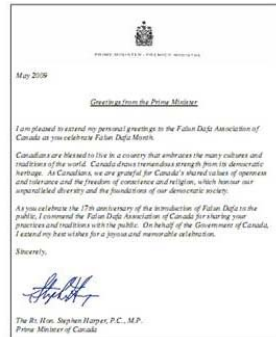 PRIME MINISTER · PREMIER MINISTRE
May 2009
Greetings from the Prime Minister
I am pleased to extend my personal greetings to the Falun Dafa Association of
Canada as you celebrate Falun Dafa Month.
Canadians are blessed to live in a country that embraces the many cultures and
traditions of the world. Canada draws tremendous strength from its democratic
heritage. As Canadians, we are grateful for Canada's shared values of openness
and tolerance and the freedom of conscience and religion, which honour our
unparalleled diversity and the foundations of our democratic society.
As you celebrate the 17th anniversary of the introduction of Falun Dafa to the
public, I commend the Falun Dafa Association of Canada for sharing your
practices and traditions with the public. On behalf of the Government of Canada,
I extend my best wishes for a joyous and memorable celebration.
Sincerely,
The Rt. Hon. Stephen Harper, P.C., M.P.
Prime Minister of Canada